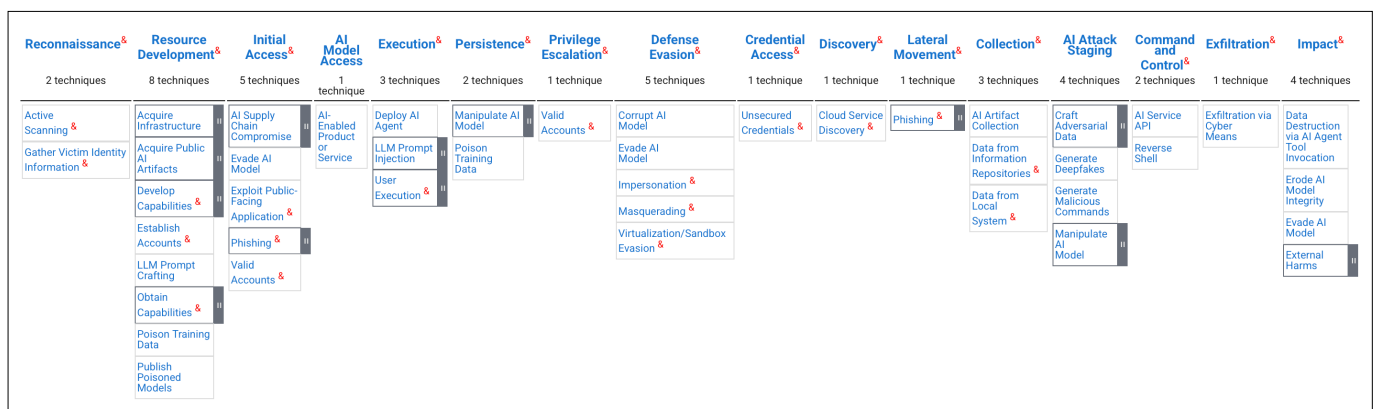 Reconnaissance&
2 techniques
Active
Scanning &
Gather Victim Identity
Information &
Resource
Development&
8 techniques
Acquire
Infrastructure
Acquire Public
AI
Artifacts
Develop
Capabilities &
Establish
Accounts &
LLM Prompt
Crafting
Obtain
Capabilities &
Poison Training
Data
Publish
Poisoned
Models
Initial
Access&
5 techniques
AI Supply
Chain
Compromise
Evade AI
Model
Exploit Public-
Facing
Application &
Phishing &
Valid
Accounts &
AI
Model
Access
1
technique
AI-
Enabled
Product
or
Service
Execution&
3 techniques
Deploy AI
Agent
LLM Prompt
Injection
User
Execution &
Persistence&
2 techniques
Manipulate AI
Model
Poison
Training
Data
Privilege
Escalation&
1 technique
Valid
Accounts &
Defense
Evasion&
5 techniques
Corrupt AI
Model
Evade AI
Model
Impersonation &
Masquerading &
Virtualization/Sandbox
Evasion &
Credential
Access&
1 technique
Unsecured
Credentials &
Discovery&
1 technique
Cloud Service
Discovery &
Lateral
Movement&
1 technique
Phishing &
Collection&
3 techniques
AI Artifact
Collection
Data from
Information
Repositories &
Data from
Local
System &
AI Attack
Staging
4 techniques
Craft
Adversarial
Data
Generate
Deepfakes
Generate
Malicious
Commands
Manipulate
AI
Model
Command
and
Control&
2 techniques
AI Service
API
Reverse
Shell
Exfiltration&
1 technique
Exfiltration via
Cyber
Means
Impact&
4 techniques
Data
Destruction
via AI Agent
Tool
Invocation
Erode AI
Model
Integrity
Evade AI
Model
External
Harms